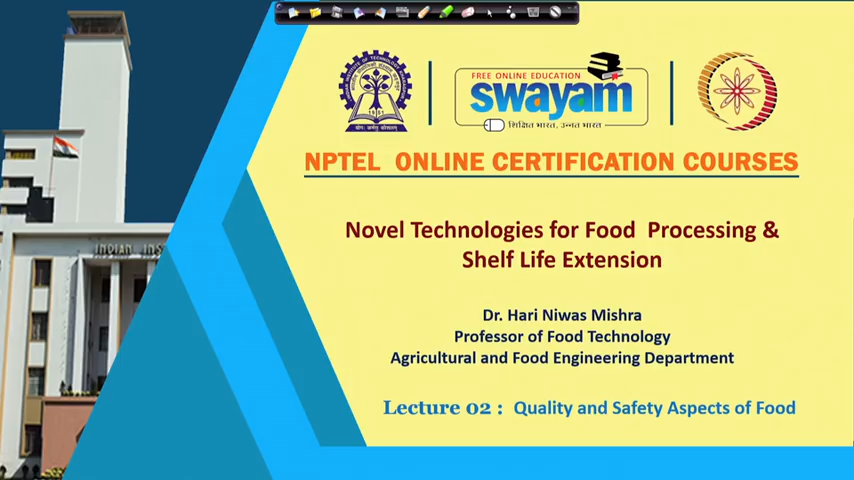 FREE ONLINE EDUCATION
swayam
शिक्षित भारत, उन्नत भारत
NPTEL ONLINE CERTIFICATION COURSES
Novel Technologies for Food Processing &
Shelf Life Extension
Dr. Hari Niwas Mishra
Professor of Food Technology
Agricultural and Food Engineering Department
Lecture 02 : Quality and Safety Aspects of Food
INDIAN INS